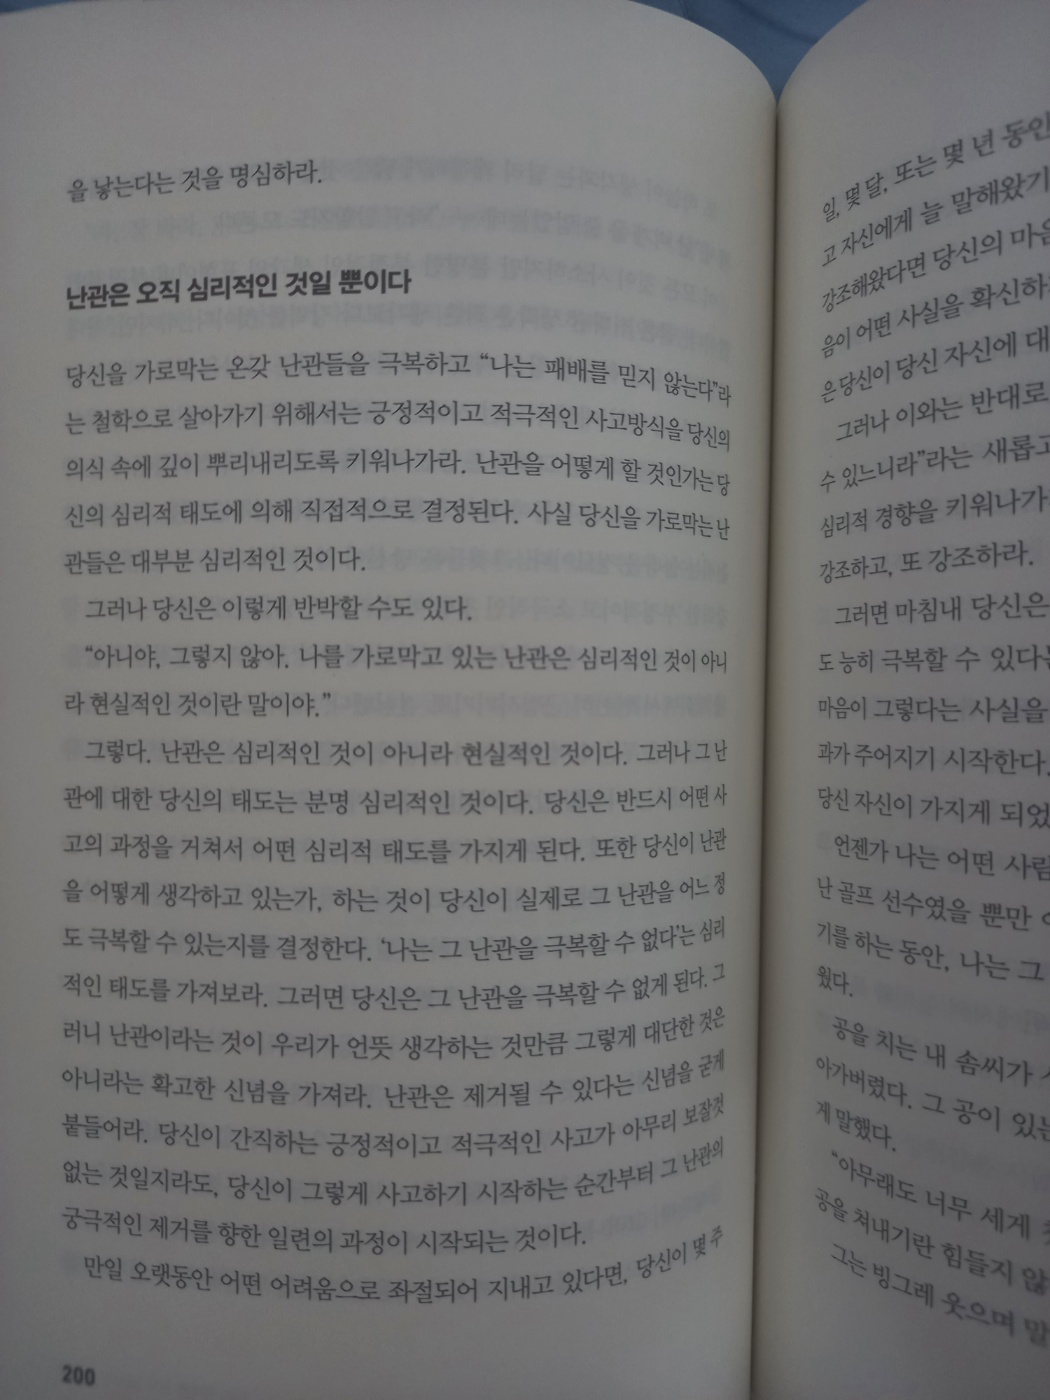 을 낳는다는 것을 명심하라.
난관은 오직 심리적인 것일 뿐이다
당신을 가로막는 온갖 난관들을 극복하고 “나는 패배를 믿지 않는다”라
는 철학으로 살아가기 위해서는 긍정적이고 적극적인 사고방식을 당신의
의식 속에 깊이 뿌리내리도록 키워나가라. 난관을 어떻게 할 것인가는 당
신의 심리적 태도에 의해 직접적으로 결정된다. 사실 당신을 가로막는 난
관들은 대부분 심리적인 것이다.
그러나 당신은 이렇게 반박할 수도 있다.
“아니야, 그렇지 않아. 나를 가로막고 있는 난관은 심리적인 것이 아니
라 현실적인 것이란 말이야.”
그렇다. 난관은 심리적인 것이 아니라 현실적인 것이다. 그러나 그 난
관에 대한 당신의 태도는 분명 심리적인 것이다. 당신은 반드시 어떤 사
고의 과정을 거쳐서 어떤 심리적 태도를 가지게 된다. 또한 당신이 난관
을 어떻게 생각하고 있는가, 하는 것이 당신이 실제로 그 난관을 어느 정
도 극복할 수 있는지를 결정한다. ‘나는 그 난관을 극복할 수 없다’는 심리
적인 태도를 가져보라. 그러면 당신은 그 난관을 극복할 수 없게 된다. 그
러니 난관이라는 것이 우리가 언뜻 생각하는 것만큼 그렇게 대단한 것은
아니라는 확고한 신념을 가져라. 난관은 제거될 수 있다는 신념을 굳게
붙들어라. 당신이 간직하는 긍정적이고 적극적인 사고가 아무리 보잘것
없는 것일지라도, 당신이 그렇게 사고하기 시작하는 순간부터 그 난관의
궁극적인 제거를 향한 일련의 과정이 시작되는 것이다.
만일 오랫동안 어떤 어려움으로 좌절되어 지내고 있다면, 당신이 몇 주
200
일, 몇 달, 또는 몇 년 동안
고 자신에게 늘 말해왔기
강조해왔다면 당신의 마음
음이 어떤 사실을 확신하
은 당신이 당신 자신에 대
그러나 이와는 반대로
수 있느니라”라는 새롭고
심리적 경향을 키워나가
강조하고, 또 강조하라.
그러면 마침내 당신은
도 능히 극복할 수 있다는
마음이 그렇다는 사실을
과가 주어지기 시작한다.
당신 자신이 가지게 되었
언젠가 나는 어떤 사람
난 골프 선수였을 뿐만
기를 하는 동안, 나는 그
웠다.
공을 치는 내 솜씨가
아가버렸다. 그 공이 있는
게 말했다.
“아무래도 너무 세게
공을 쳐내기란 힘들지 않
그는 빙그레 웃으며 말